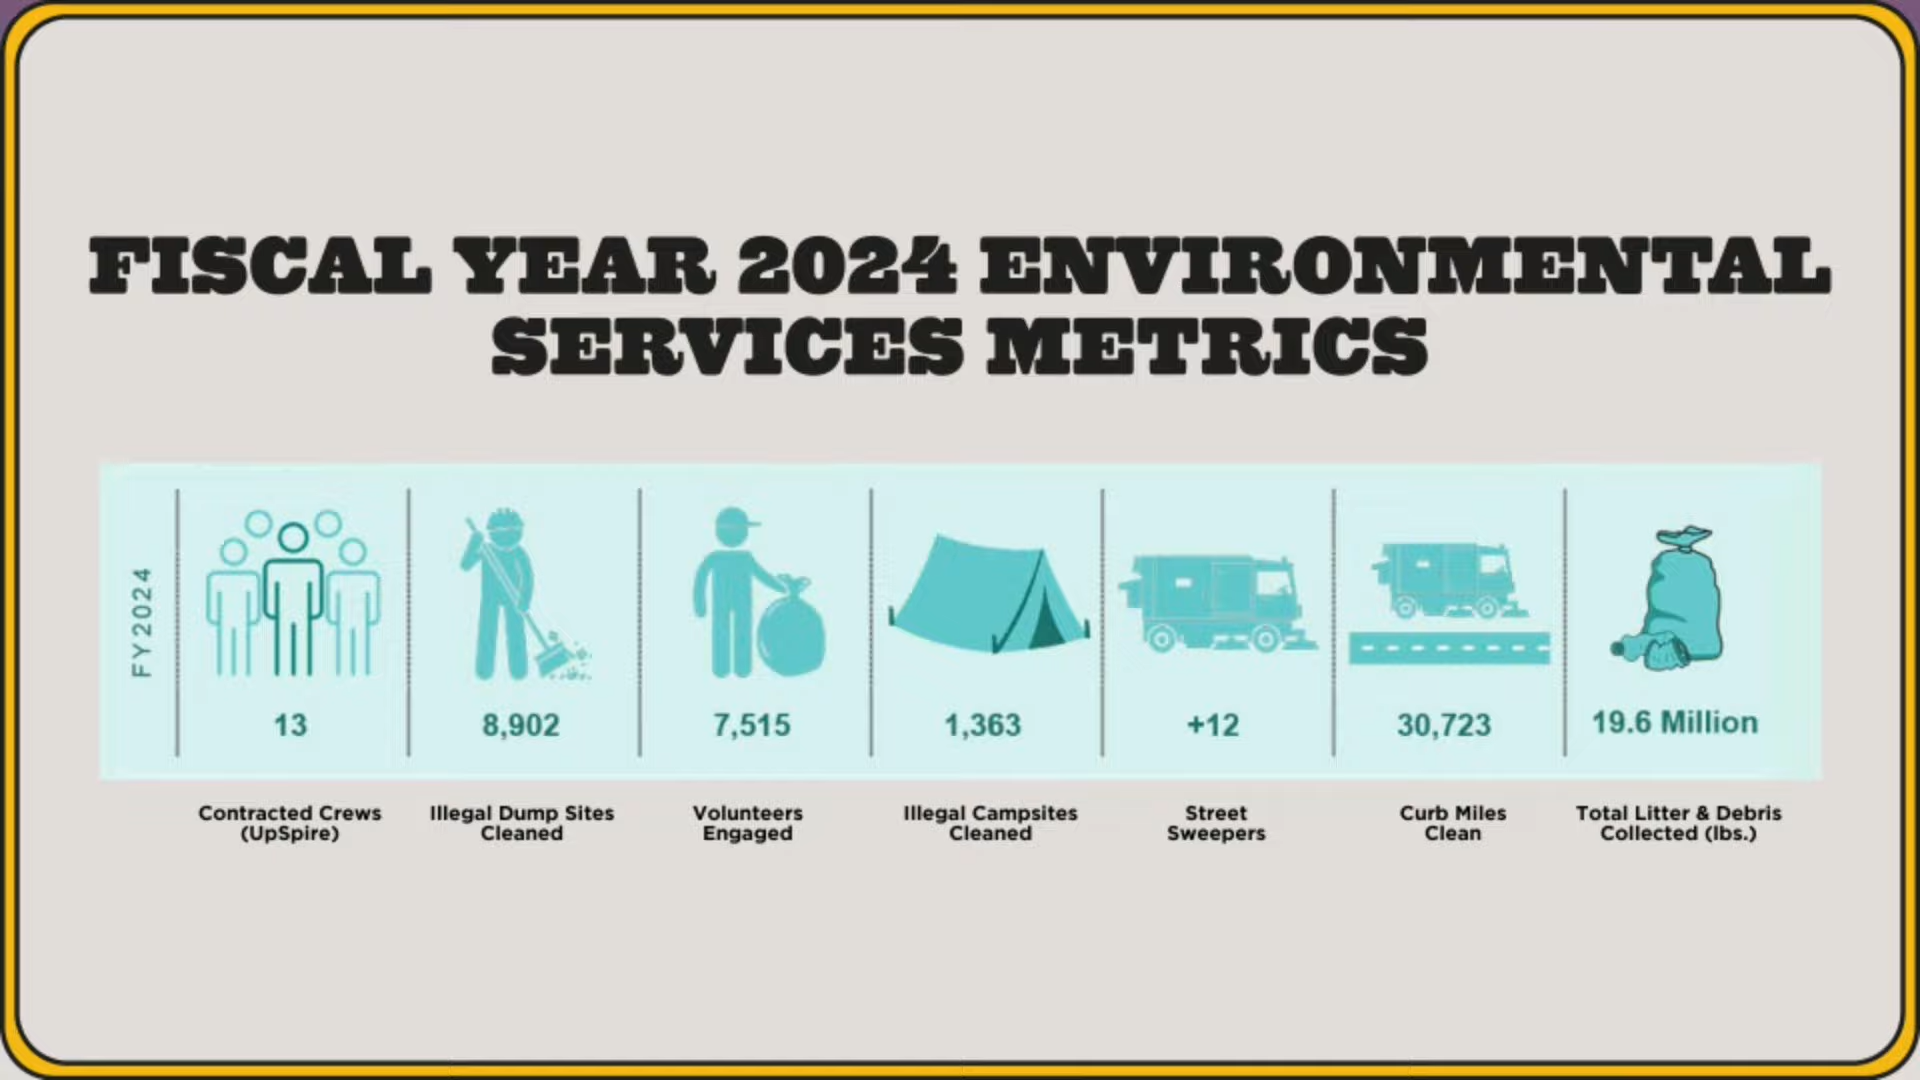 FISCAL YEAR 2024 ENVIRONMENTAL
SERVICES METRICS
FY2024
13
8,902
7,515
1,363
+12
30,723
19.6 Million
Contracted Crews
(UpSpire)
Illegal Dump Sites
Cleaned
Volunteers
Engaged
Illegal Campsites
Cleaned
Street
Sweepers
Curb Miles
Clean
Total Litter & Debris
Collected (lbs.)